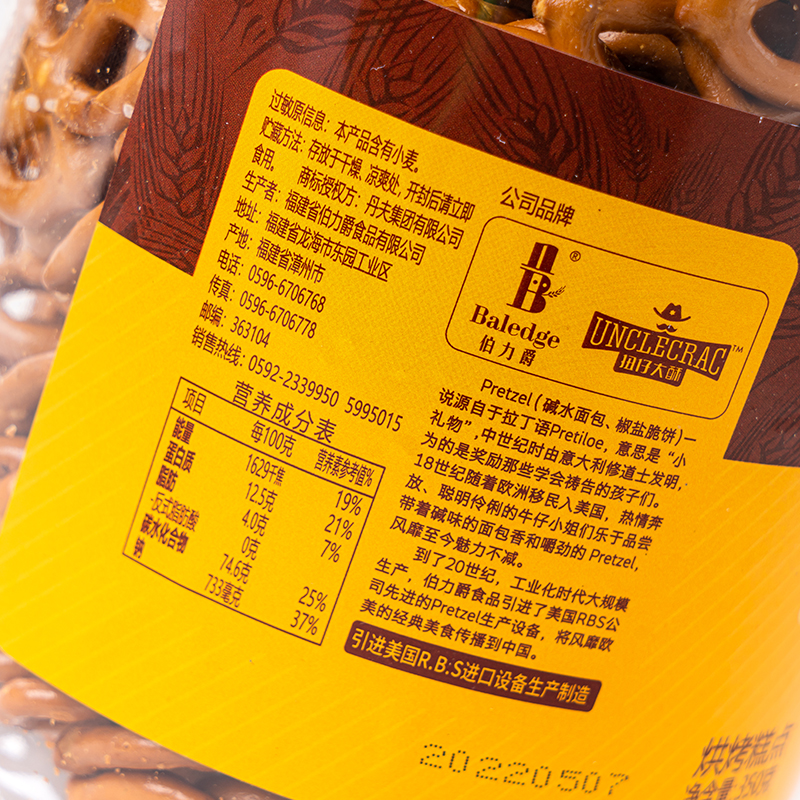 过敏原信息：本产品含有小麦。
贮藏方法：存放于干燥、凉爽处，开封后请立即
食用。 商标授权方：丹夫集团有限公司
生产者：福建省伯力爵食品有限公司
地址：福建省龙海市东园工业区
产地：福建省漳州市
电话：0596-6706768
传真：0596-6706778
邮编：363104
销售热线：0592-2339950 5995015
营养成分表
项目 每100克 营养素参考值%
能量 1629千焦 19%
蛋白质 12.5克 21%
脂肪 4.0克 7%
-反式脂肪酸 0克
碳水化合物 74.6克 25%
钠 733毫克 37%
公司品牌
B ®
Baledge
伯力爵
UNCLECRAC ™
扭仔大酥
Pretzel（碱水面包、椒盐脆饼）一
说源自于拉丁语Pretiloe，意思是“小
礼物”，中世纪时由意大利修道士发明，
为的是奖励那些学会祷告的孩子们。
18世纪随着欧洲移民入美国，热情奔
放、聪明伶俐的牛仔小姐们乐于品尝
带着碱味的面包香和嚼劲的 Pretzel，
风靡至今魅力不减。
到了20世纪，工业化时代大规模
生产，伯力爵食品引进了美国RBS公
司先进的Pretzel生产设备，将风靡欧
美的经典美食传播到中国。
引进美国R.B.S进口设备生产制造
20220507
烘烤糕点
净含量 350克